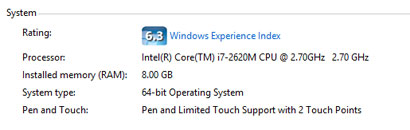 System
Rating: 6,3 Windows Experience Index
Processor: Intel(R) Core(TM) i7-2620M CPU @ 2.70GHz 2.70 GHz
Installed memory (RAM): 8.00 GB
System type: 64-bit Operating System
Pen and Touch: Pen and Limited Touch Support with 2 Touch Points